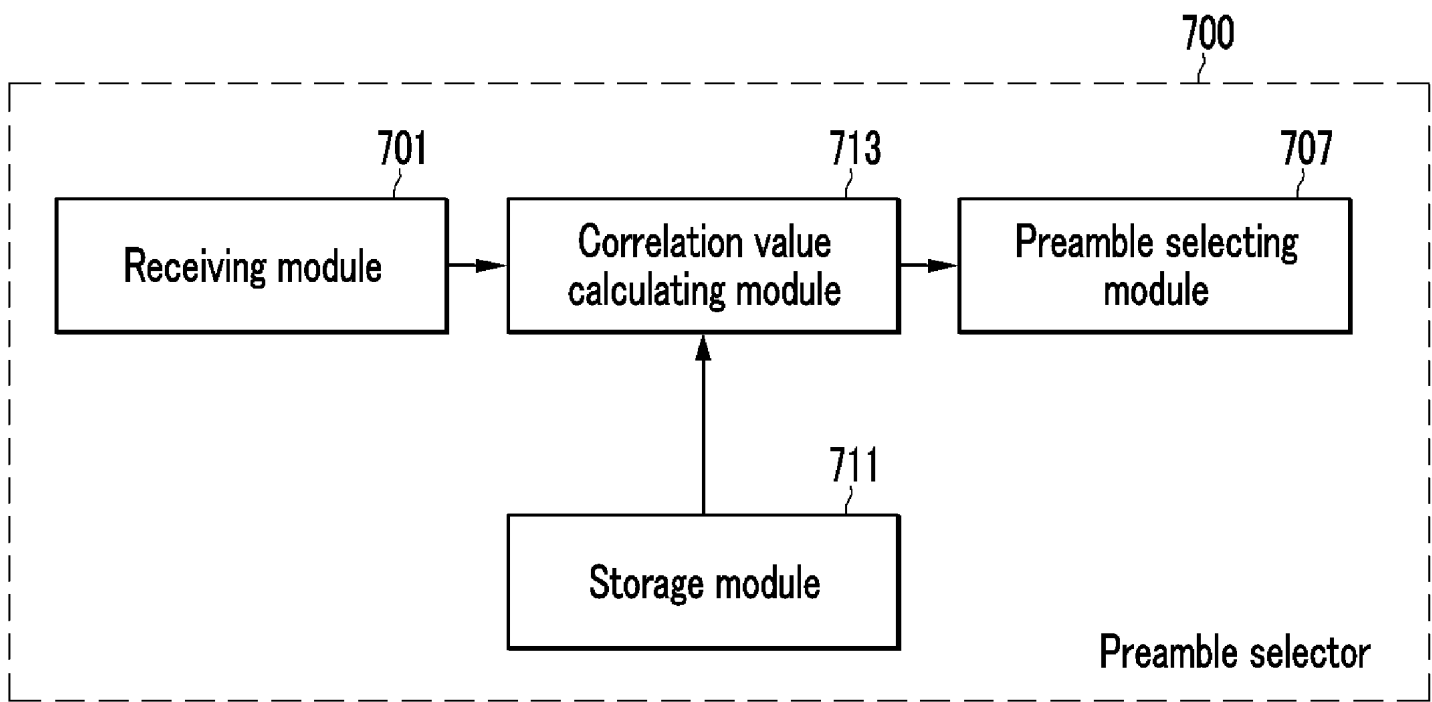 700
701
713
707
Receiving module
Correlation value
calculating module
Preamble selecting
module
711
Storage module
Preamble selector